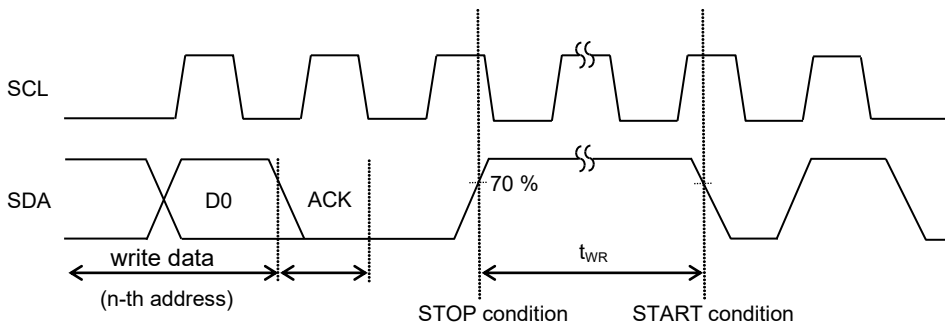 SCL
SDA
D0
ACK
70 %
write data
(n-th address)
tWR
STOP condition
START condition